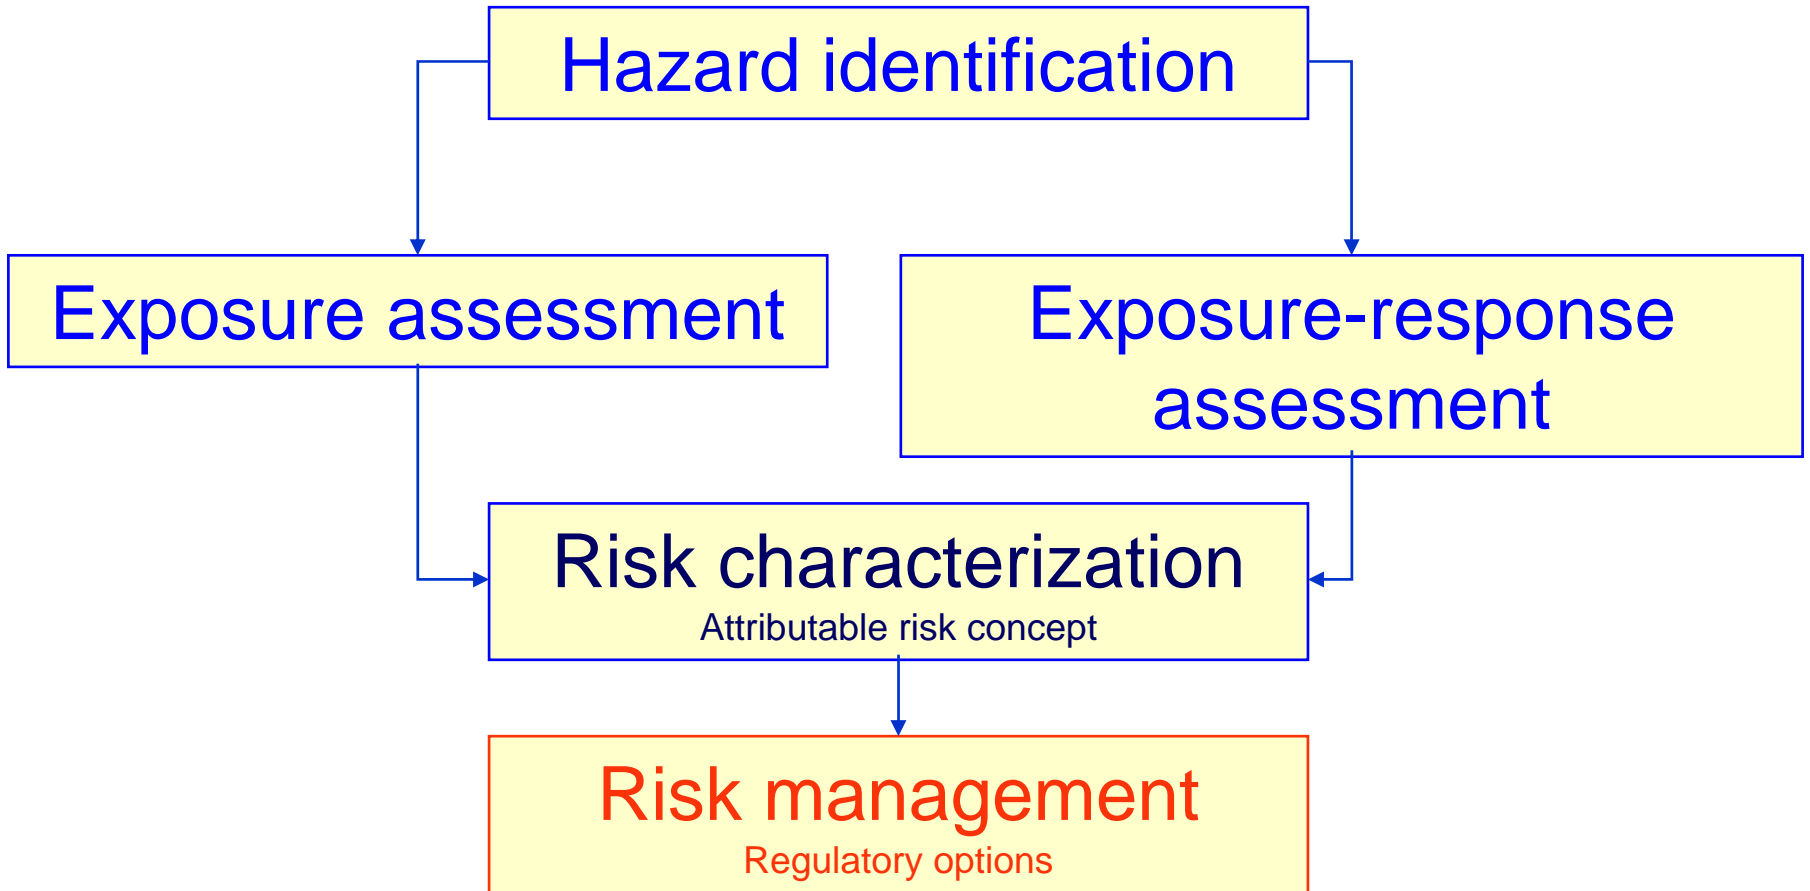 Hazard identification
Exposure assessment
Exposure-response
assessment
Risk characterization
Attributable risk concept
Risk management
Regulatory options